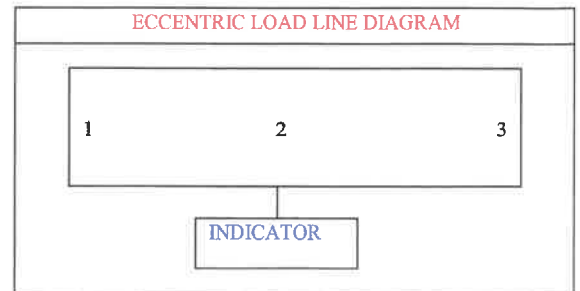 ECCENTRIC LOAD LINE DIAGRAM
1 2 3
INDICATOR